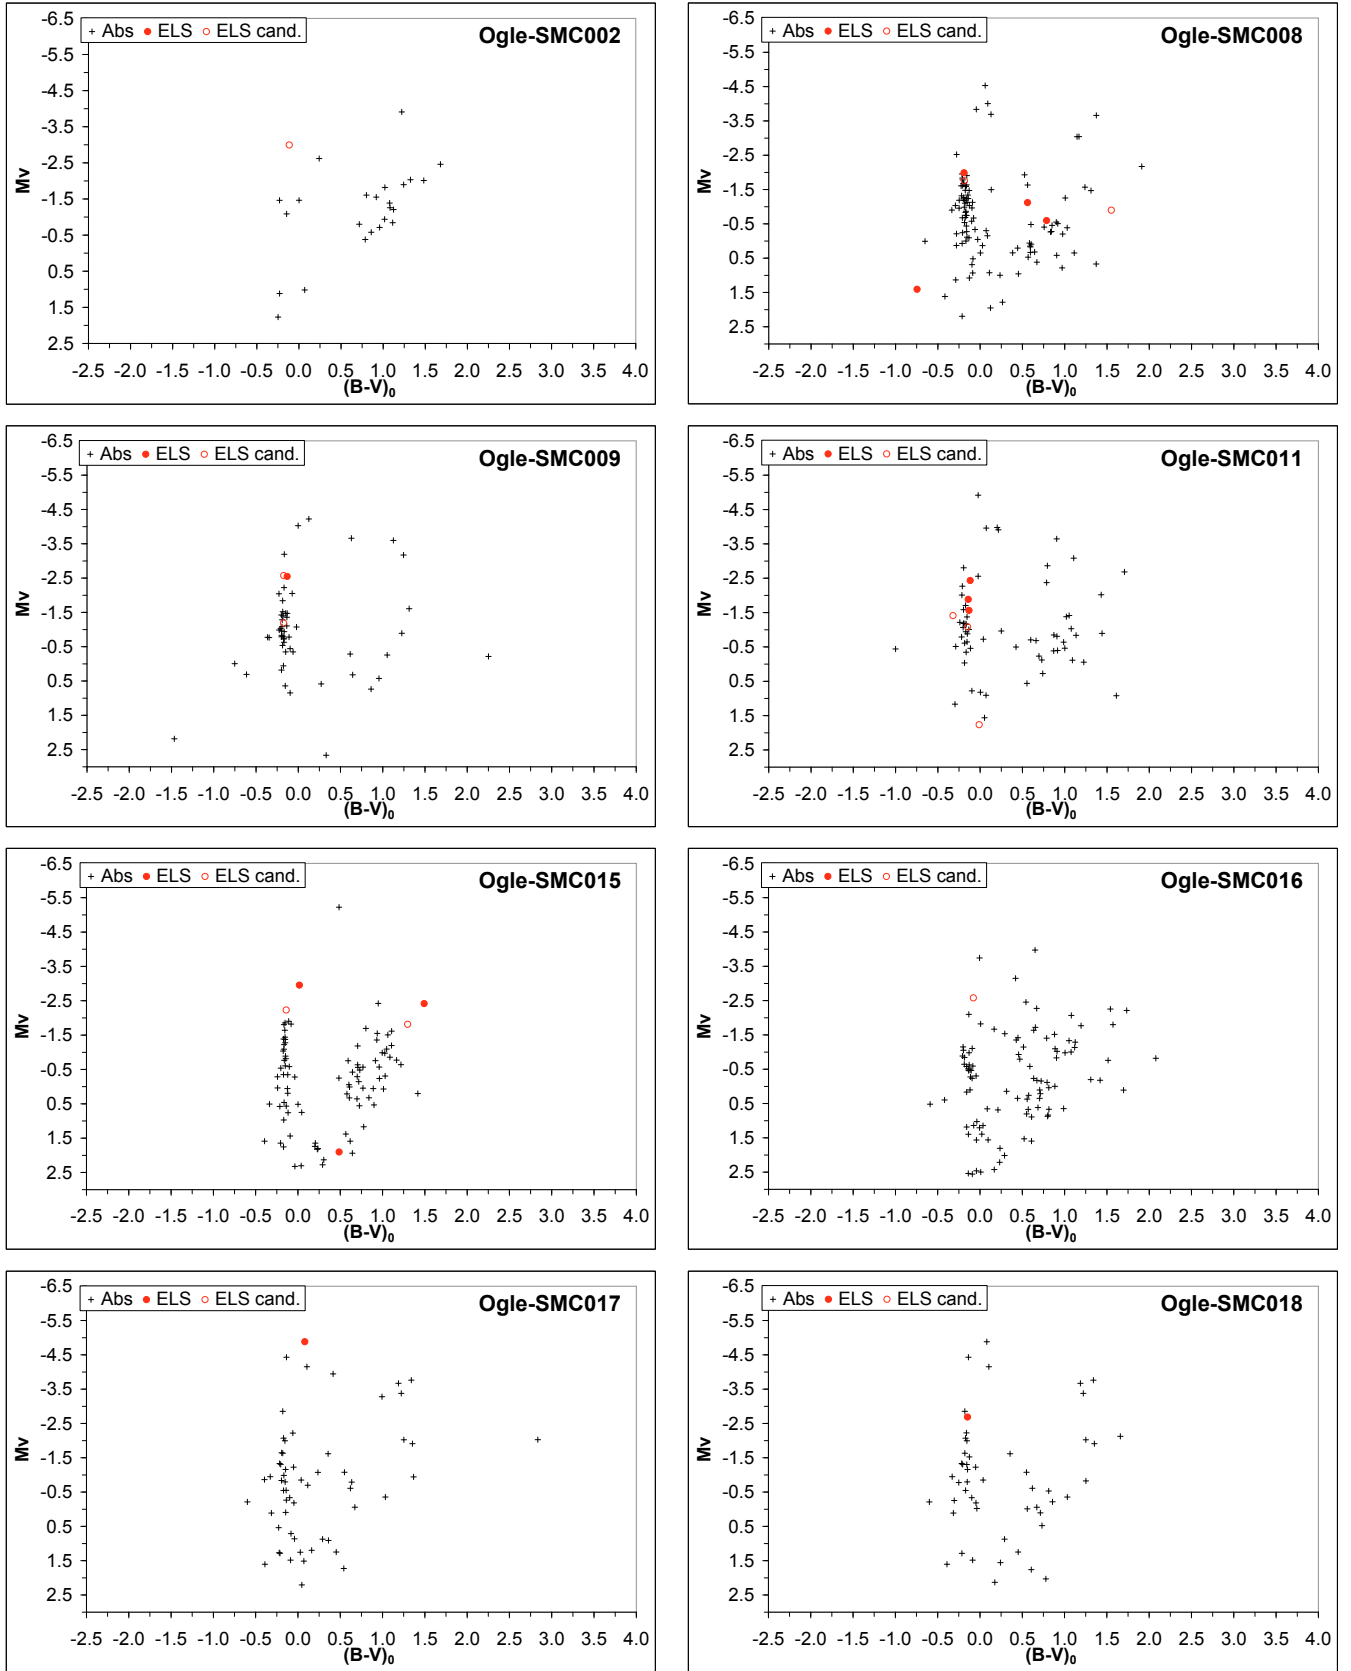 Abs ELS ELS cand. Ogle-SMC002
-6.5
-5.5
-4.5
-3.5
-2.5
-1.5
-0.5
0.5
1.5
2.5
Mv
-2.5 -2.0 -1.5 -1.0 -0.5 0.0 0.5 1.0 1.5 2.0 2.5 3.0 3.5 4.0
(B-V)0
Abs ELS ELS cand. Ogle-SMC008
-6.5
-5.5
-4.5
-3.5
-2.5
-1.5
-0.5
0.5
1.5
2.5
Mv
-2.5 -2.0 -1.5 -1.0 -0.5 0.0 0.5 1.0 1.5 2.0 2.5 3.0 3.5 4.0
(B-V)0
Abs ELS ELS cand. Ogle-SMC009
-6.5
-5.5
-4.5
-3.5
-2.5
-1.5
-0.5
0.5
1.5
2.5
Mv
-2.5 -2.0 -1.5 -1.0 -0.5 0.0 0.5 1.0 1.5 2.0 2.5 3.0 3.5 4.0
(B-V)0
Abs ELS ELS cand. Ogle-SMC011
-6.5
-5.5
-4.5
-3.5
-2.5
-1.5
-0.5
0.5
1.5
2.5
Mv
-2.5 -2.0 -1.5 -1.0 -0.5 0.0 0.5 1.0 1.5 2.0 2.5 3.0 3.5 4.0
(B-V)0
Abs ELS ELS cand. Ogle-SMC015
-6.5
-5.5
-4.5
-3.5
-2.5
-1.5
-0.5
0.5
1.5
2.5
Mv
-2.5 -2.0 -1.5 -1.0 -0.5 0.0 0.5 1.0 1.5 2.0 2.5 3.0 3.5 4.0
(B-V)0
Abs ELS ELS cand. Ogle-SMC016
-6.5
-5.5
-4.5
-3.5
-2.5
-1.5
-0.5
0.5
1.5
2.5
Mv
-2.5 -2.0 -1.5 -1.0 -0.5 0.0 0.5 1.0 1.5 2.0 2.5 3.0 3.5 4.0
(B-V)0
Abs ELS ELS cand. Ogle-SMC017
-6.5
-5.5
-4.5
-3.5
-2.5
-1.5
-0.5
0.5
1.5
2.5
Mv
-2.5 -2.0 -1.5 -1.0 -0.5 0.0 0.5 1.0 1.5 2.0 2.5 3.0 3.5 4.0
(B-V)0
Abs ELS ELS cand. Ogle-SMC018
-6.5
-5.5
-4.5
-3.5
-2.5
-1.5
-0.5
0.5
1.5
2.5
Mv
-2.5 -2.0 -1.5 -1.0 -0.5 0.0 0.5 1.0 1.5 2.0 2.5 3.0 3.5 4.0
(B-V)0